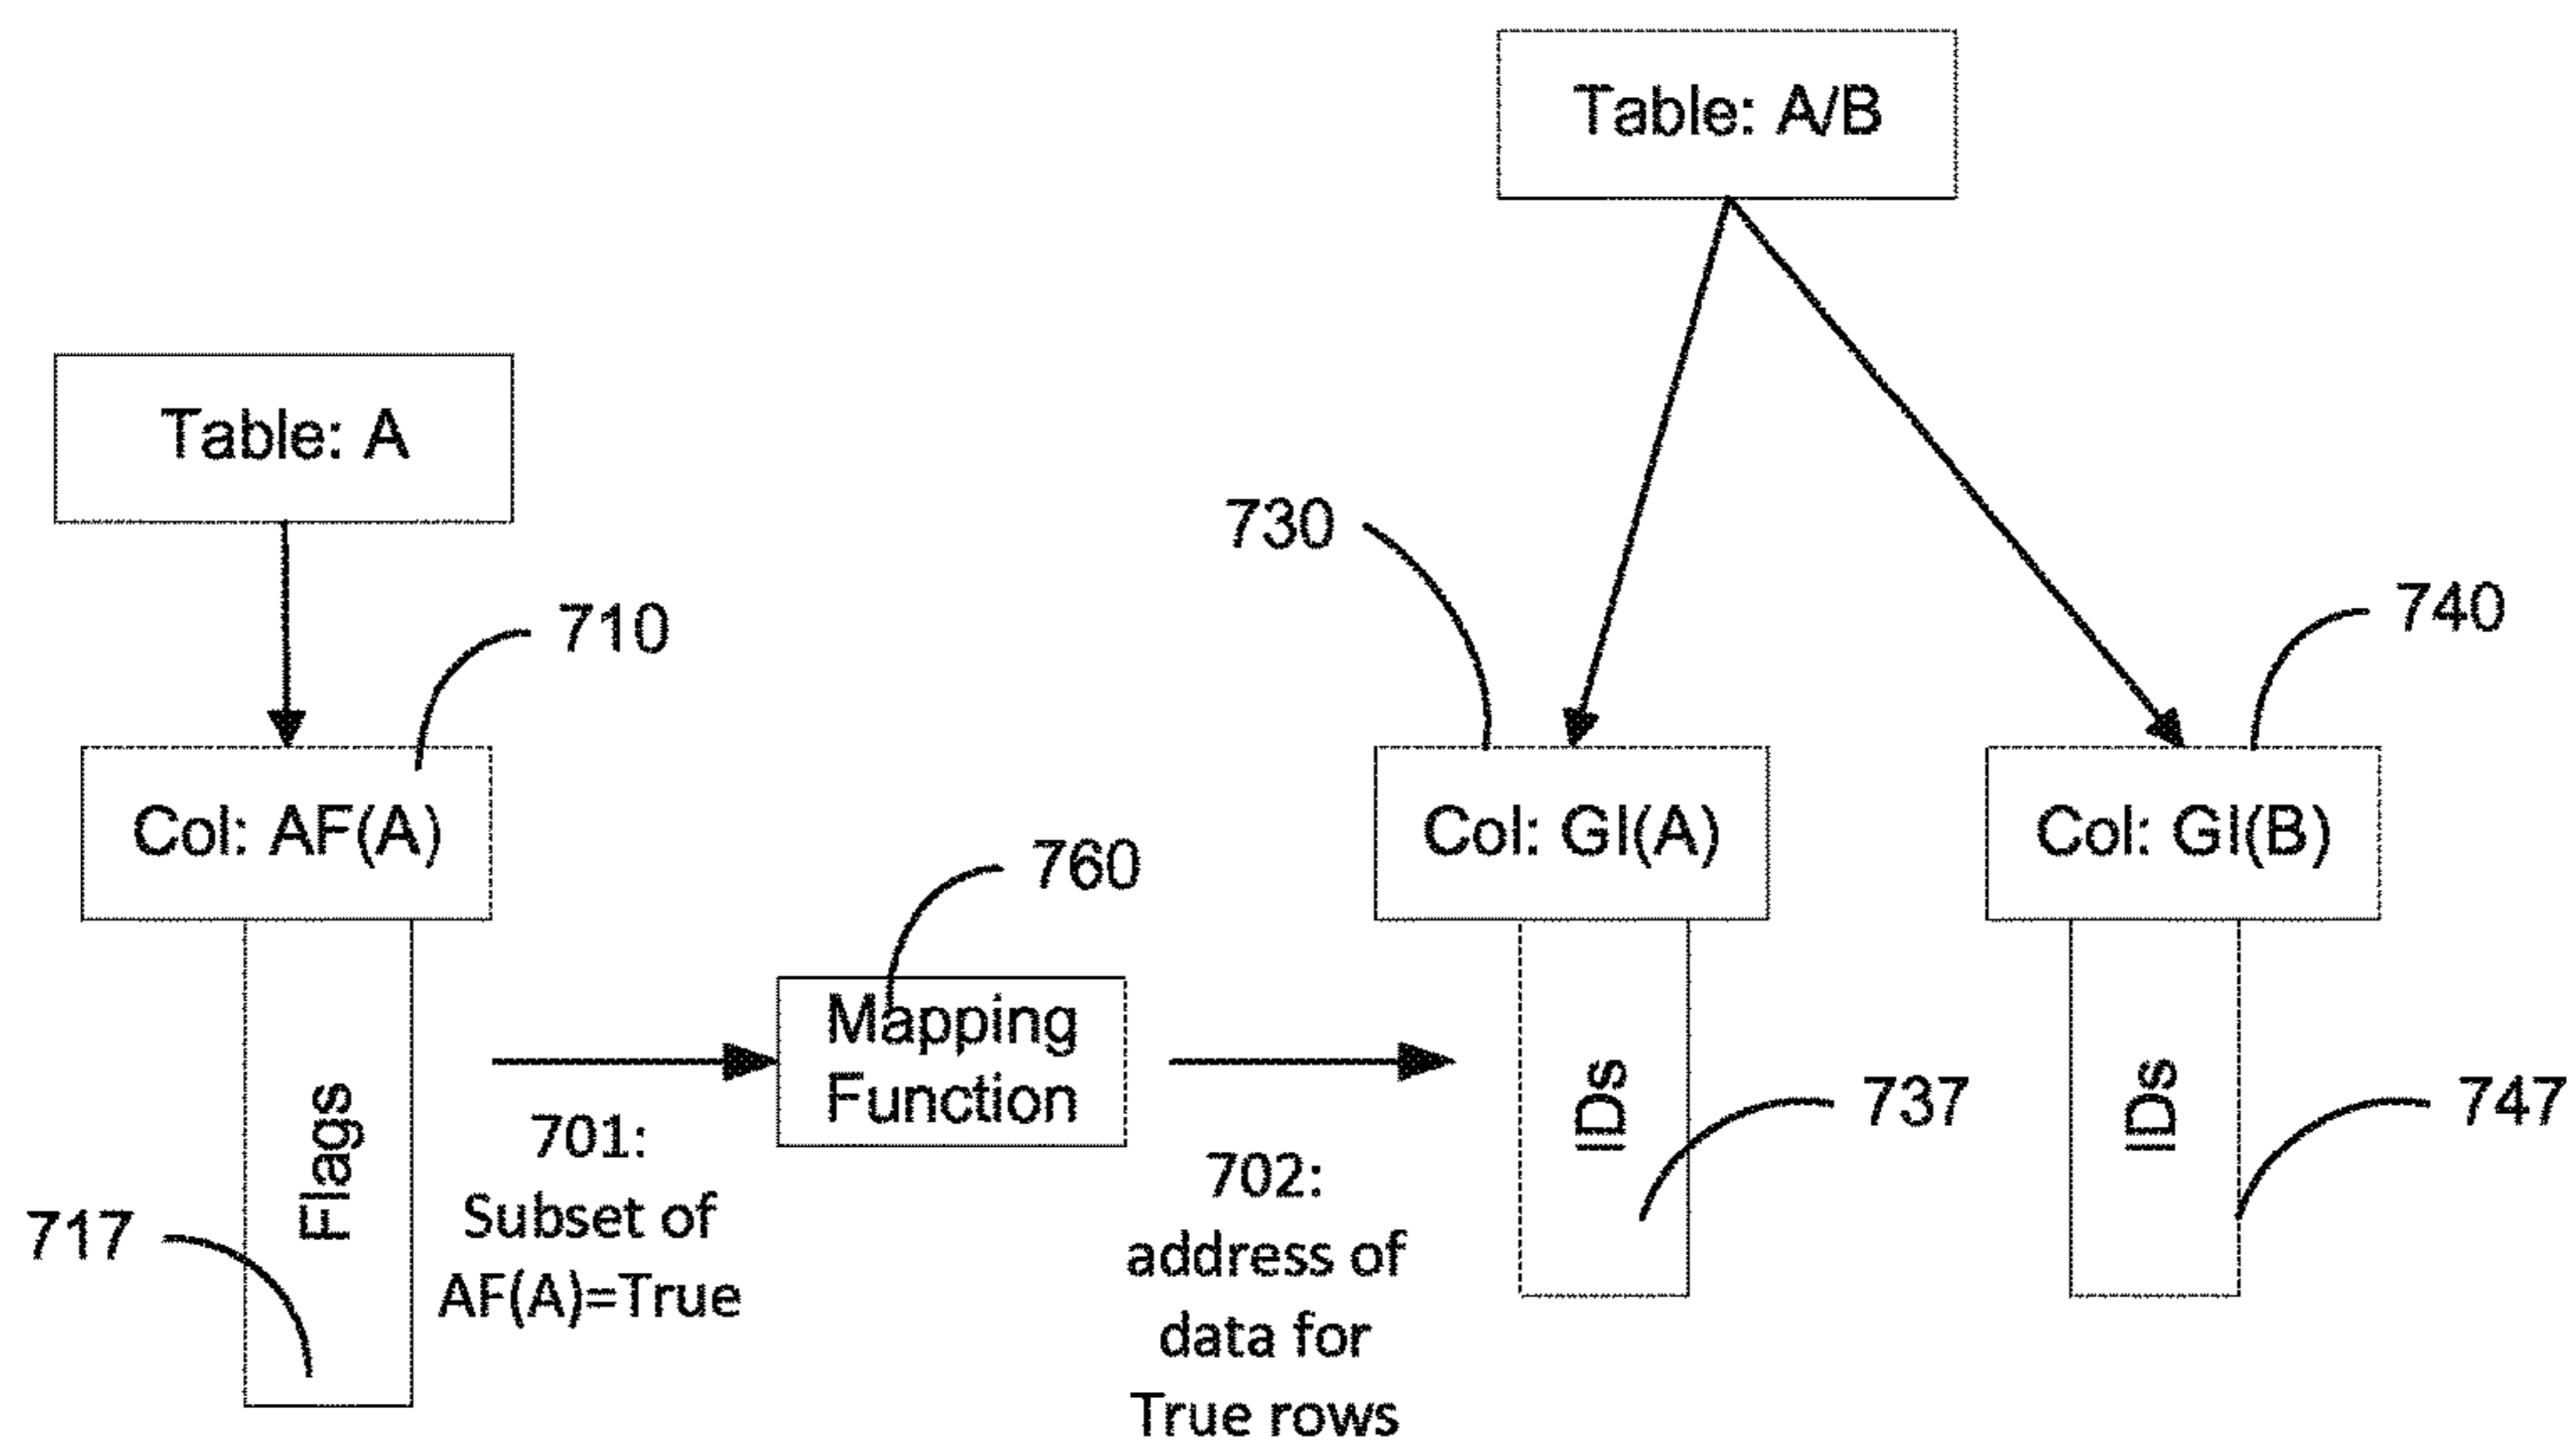 Table: A/B
Table: A
730
710
740
Col: AF(A)
760
Col: GI(A)
Col: GI(B)
Mapping
Function
Flags
IDs
737
IDs
747
717
701:
Subset of
AF(A)=True
702:
address of
data for
True rows